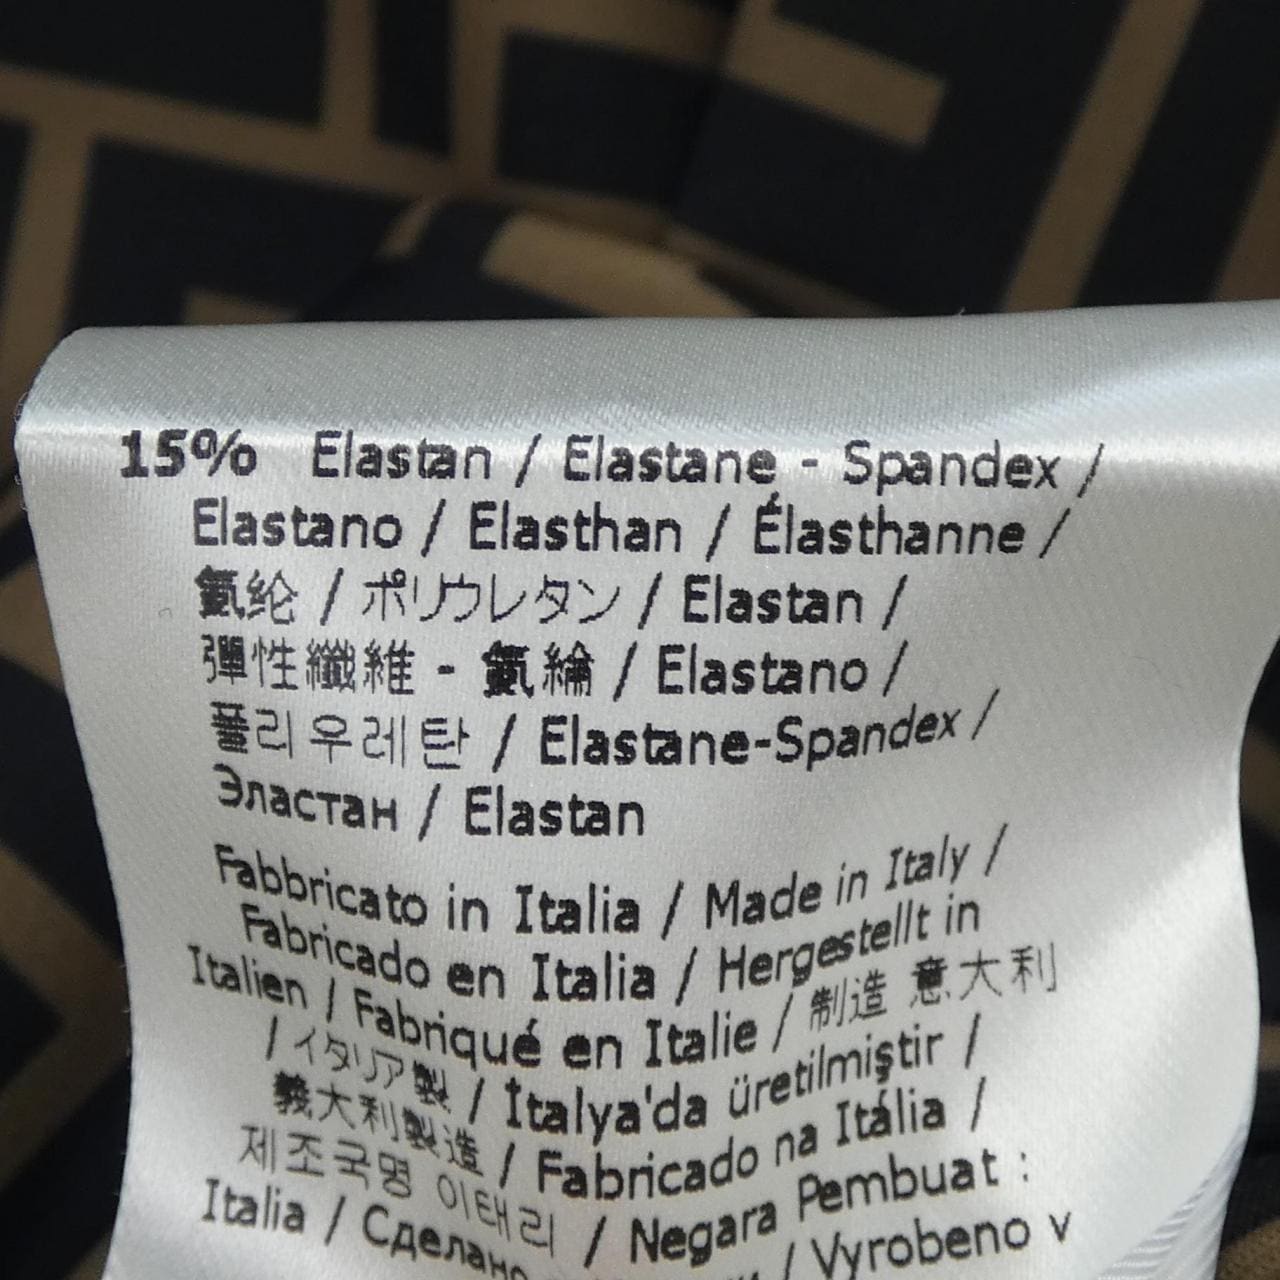 15% Elastan / Elastane - Spandex /
Elastano / Elasthan / Élasthanne /
氨纶 / ポリウレタン / Elastan /
彈性纖維 - 氨綸 / Elastano /
폴리우레탄 / Elastane-Spandex /
Эластан / Elastan
Fabbricato in Italia / Made in Italy /
Fabricado en Italia / Hergestellt in
Italien / Fabriqué en Italie / 制造 意大利
/ イタリア製 / İtalya'da üretilmiştir /
義大利製造 / Fabricado na Itália /
제조국명 이태리 / Negara Pembuat :
Italia / Сделано / Vyrobeno v